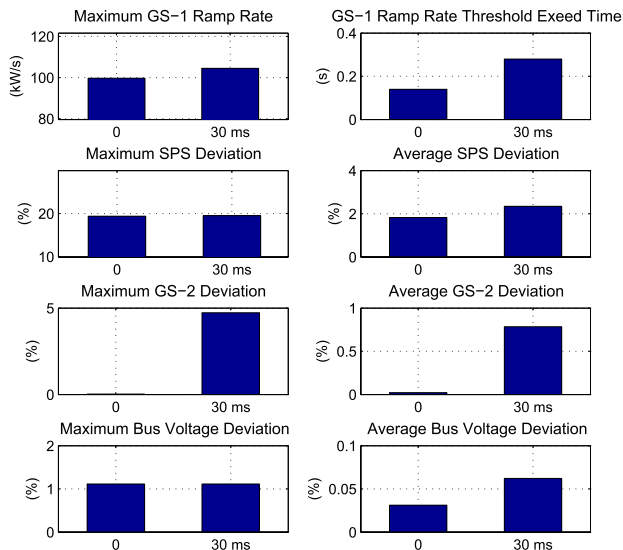 Maximum GS−1 Ramp Rate
GS−1 Ramp Rate Threshold Exeed Time
120
100
80
(kW/s)
0
30 ms
0.4
0.2
0
(s)
0
30 ms
Maximum SPS Deviation
Average SPS Deviation
20
10
(%)
0
30 ms
4
2
0
(%)
0
30 ms
Maximum GS−2 Deviation
Average GS−2 Deviation
5
0
(%)
0
30 ms
1
0.5
0
(%)
0
30 ms
Maximum Bus Voltage Deviation
Average Bus Voltage Deviation
2
1
0
(%)
0
30 ms
0.1
0.05
0
(%)
0
30 ms